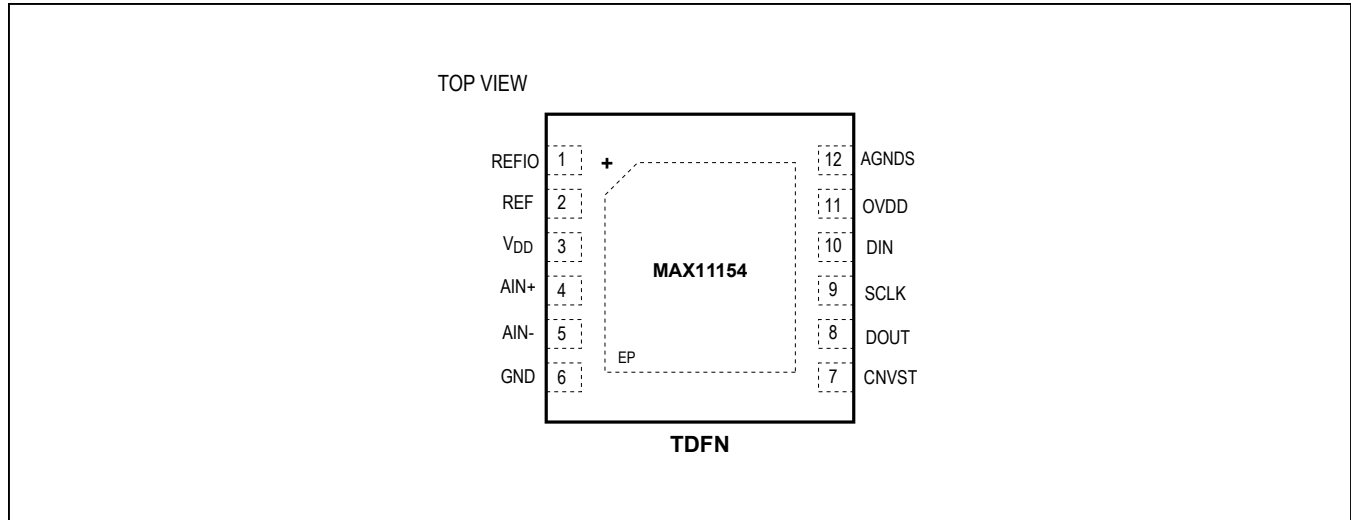 TOP VIEW
REFIO 1 + 12 AGNDS
REF 2 11 OVDD
VDD 3 10 DIN
MAX11154
AIN+ 4 9 SCLK
AIN- 5 8 DOUT
EP
GND 6 7 CNVST
TDFN